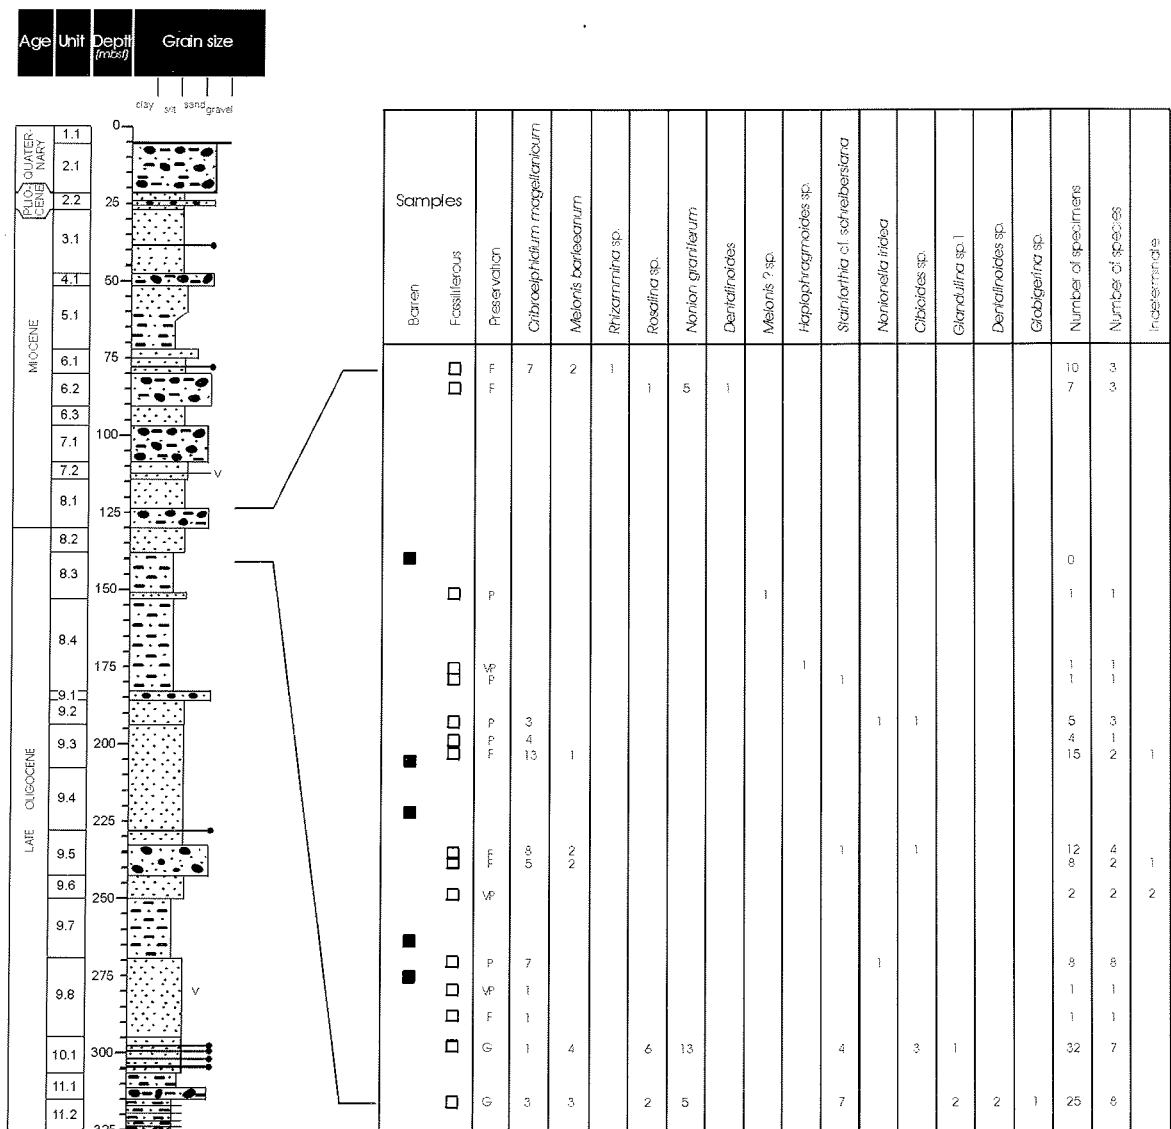 Age Unit Depth Grain size
(mbsf)
clay silt sand gravel
QUATER-
NARY
PLIO-
CENE
MIOCENE
LATE OLIGOCENE
1.1
2.1
2.2
3.1
4.1
5.1
6.1
6.2
6.3
7.1
7.2
8.1
8.2
8.3
8.4
9.1
9.2
9.3
9.4
9.5
9.6
9.7
9.8
10.1
11.1
11.2
0
25
50
75
100
125
150
175
200
225
250
275
300
325
V
V
Samples
Barren
Fossiliferous
Preservation
Cribroelphidium magellanicum
Melonis barleeanum
Rhizammina sp.
Rosalina sp.
Nonion graniferum
Dentalinoides
Melonis ? sp.
Haplophragmoides sp.
Stainforthia cf. schreibersiana
Nonionella iridea
Cibicides sp.
Glandulina sp.1
Dentalinoides sp.
Globigerina sp.
Number of specimens
Number of species
Indeterminate
F 7 2 1 10 3
F 1 5 1 7 3
0
P 1 1 1
VP 1 1 1
P 1 1 1
P 3 1 1 5 3
P 4 4 1
F 13 1 15 2 1
F 8 2 1 1 12 4
F 5 2 8 2 1
VP 2 2 2
P 7 1 8 8
VP 1 1 1
F 1 1 1
G 1 4 6 13 4 3 1 32 7
G 3 3 2 5 7 2 2 1 25 8